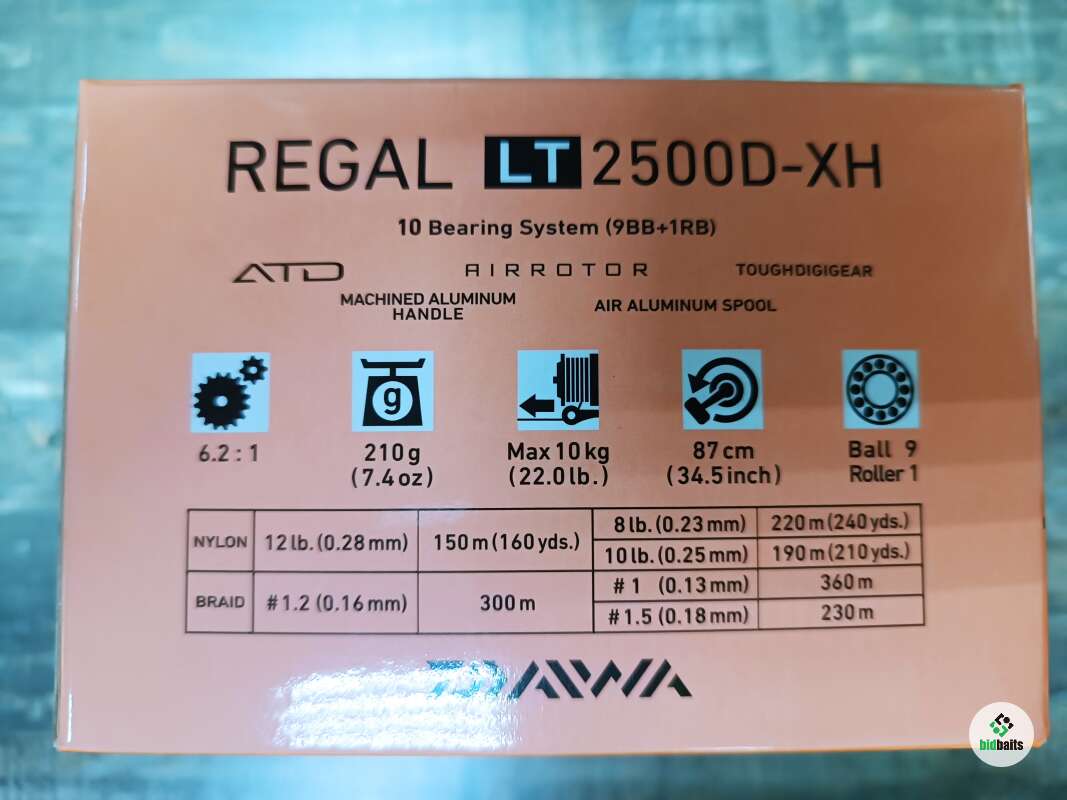 REGAL LT 2500D-XH
10 Bearing System (9BB+1RB)
ATD AIRROTOR TOUGHDIGIGEAR
MACHINED ALUMINUM
HANDLE
AIR ALUMINUM SPOOL
g
6.2 : 1
210 g
(7.4 oz)
Max 10 kg
(22.0 lb.)
87 cm
(34.5 inch)
Ball 9
Roller 1
NYLON 12 lb. (0.28 mm) 150 m (160 yds.)
8 lb. (0.23 mm) 220 m (240 yds.)
10 lb. (0.25 mm) 190 m (210 yds.)
BRAID #1.2 (0.16 mm) 300 m
#1 (0.13 mm) 360 m
#1.5 (0.18 mm) 230 m
DAIWA
bidbaits